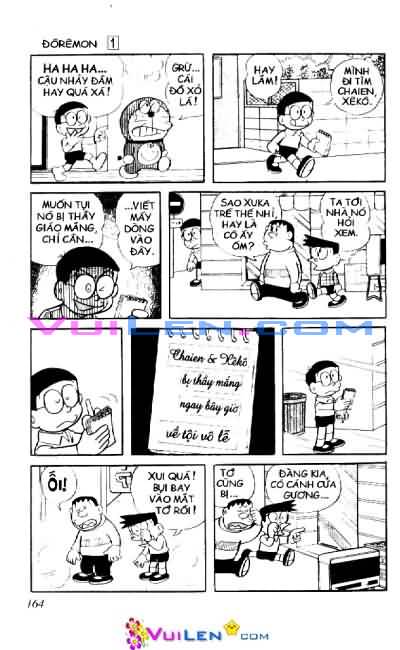 ĐÔRÊMON 1
HA HA HA...
CẬU NHẢY ĐẦM
HAY QUÁ XÁ!
GRỪ...
CÁI
ĐỒ XỎ
LÁ!
HAY
LẮM!
MÌNH
ĐI TÌM
CHAIEN,
XÊKÔ.
MUỐN TỤI
NÓ BỊ THẦY
GIÁO MẮNG,
CHỈ CẦN...
...VIẾT
MẤY
DÒNG
VÀO
ĐÂY.
SAO XUKA
TRỄ THẾ NHỈ,
HAY LÀ
CÔ ẤY
ỐM?
TA TỚI
NHÀ NÓ
HỎI
XEM.
VUILEN.COM
Chaien & Xêkô
bị thầy mắng
ngay bây giờ
về tội vô lễ
ỐI!
XUI QUÁ!
BỤI BAY
VÀO MẮT
TỚ RỒI!
TỚ
CŨNG
BỊ...
ĐÀNG KIA
CÓ CÁNH CỬA
GƯƠNG...
164
VUILEN.COM